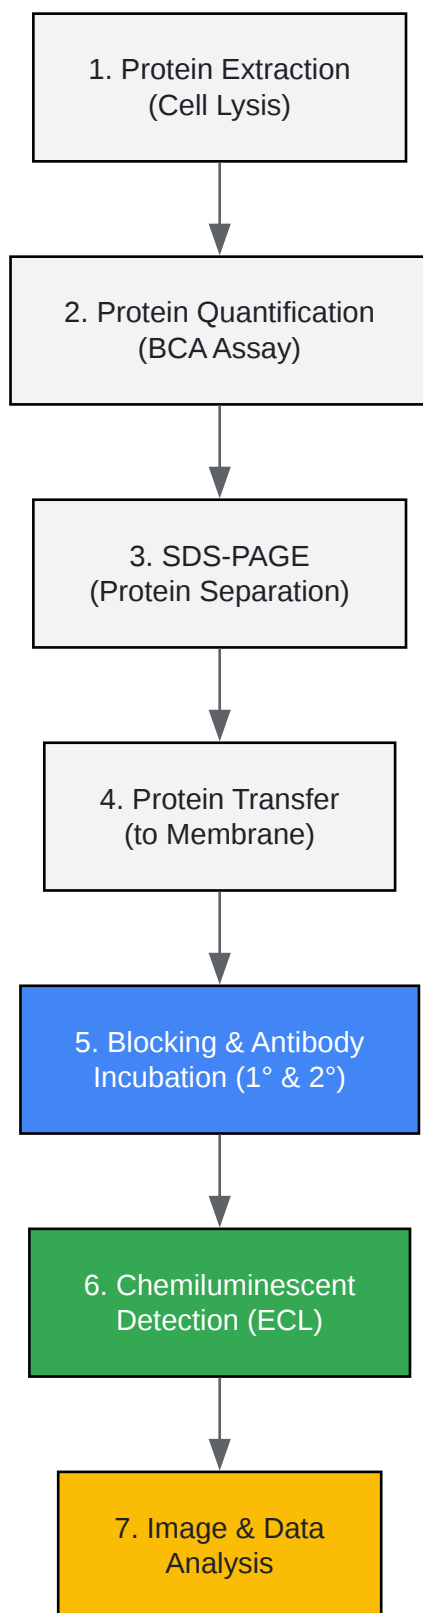 1. Protein Extraction
(Cell Lysis)
2. Protein Quantification
(BCA Assay)
3. SDS-PAGE
(Protein Separation)
4. Protein Transfer
(to Membrane)
5. Blocking & Antibody
Incubation (1° & 2°)
6. Chemiluminescent
Detection (ECL)
7. Image & Data
Analysis